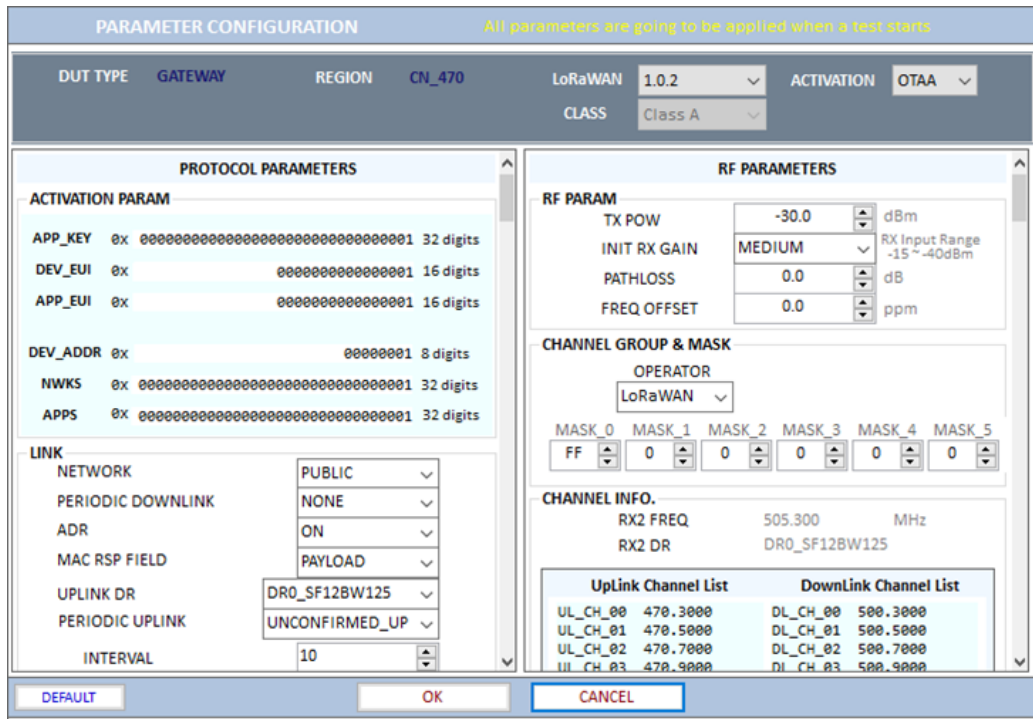 PARAMETER CONFIGURATION All parameters are going to be applied when a test starts
DUT TYPE GATEWAY REGION CN_470 LoRaWAN 1.0.2 ACTIVATION OTAA
CLASS Class A
PROTOCOL PARAMETERS
ACTIVATION PARAM
APP_KEY 0x 00000000000000000000000000000001 32 digits
DEV_EUI 0x 0000000000000001 16 digits
APP_EUI 0x 0000000000000001 16 digits
DEV_ADDR 0x 00000001 8 digits
NWKS 0x 00000000000000000000000000000001 32 digits
APPS 0x 00000000000000000000000000000001 32 digits
LINK
NETWORK PUBLIC
PERIODIC DOWNLINK NONE
ADR ON
MAC RSP FIELD PAYLOAD
UPLINK DR DR0_SF12BW125
PERIODIC UPLINK UNCONFIRMED_UP
INTERVAL 10
RF PARAMETERS
RF PARAM
TX POW -30.0 dBm
INIT RX GAIN MEDIUM RX Input Range
-15 ~ -40dBm
PATHLOSS 0.0 dB
FREQ OFFSET 0.0 ppm
CHANNEL GROUP & MASK
OPERATOR
LoRaWAN
MASK_0 MASK_1 MASK_2 MASK_3 MASK_4 MASK_5
FF 0 0 0 0 0
CHANNEL INFO.
RX2 FREQ 505.300 MHz
RX2 DR DR0_SF12BW125
UpLink Channel List DownLink Channel List
UL_CH_00 470.3000 DL_CH_00 500.3000
UL_CH_01 470.5000 DL_CH_01 500.5000
UL_CH_02 470.7000 DL_CH_02 500.7000
UL_CH_03 470.9000 DL_CH_03 500.9000
DEFAULT OK CANCEL